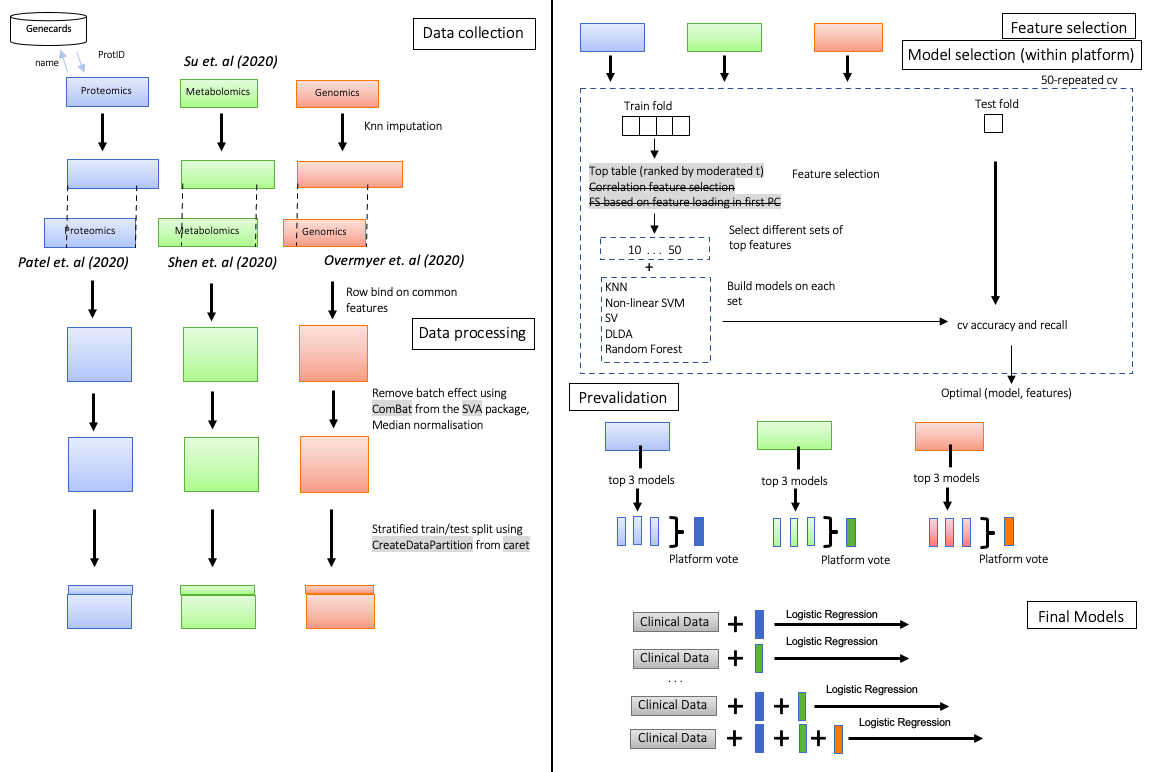 Genecards
Data collection
name
ProtID
Su et. al (2020)
Proteomics
Metabolomics
Genomics
Knn imputation
Proteomics
Metabolomics
Genomics
Patel et. al (2020)
Shen et. al (2020)
Overmyer et. al (2020)
Row bind on common
features
Data processing
Remove batch effect using
ComBat from the SVA package,
Median normalisation
Stratified train/test split using
CreateDataPartition from caret
Feature selection
Model selection (within platform)
50-repeated cv
Train fold
Test fold
Top table (ranked by moderated t)
Correlation feature selection
FS based on feature loading in first PC
Feature selection
10 . . . 50
Select different sets of
top features
+
KNN
Non-linear SVM
SV
DLDA
Random Forest
Build models on each
set
cv accuracy and recall
Optimal (model, features)
Prevalidation
top 3 models
top 3 models
top 3 models
}
}
}
Platform vote
Platform vote
Platform vote
Final Models
Clinical Data + Logistic Regression
Clinical Data + Logistic Regression
. . .
Clinical Data + + Logistic Regression
Clinical Data + + + Logistic Regression